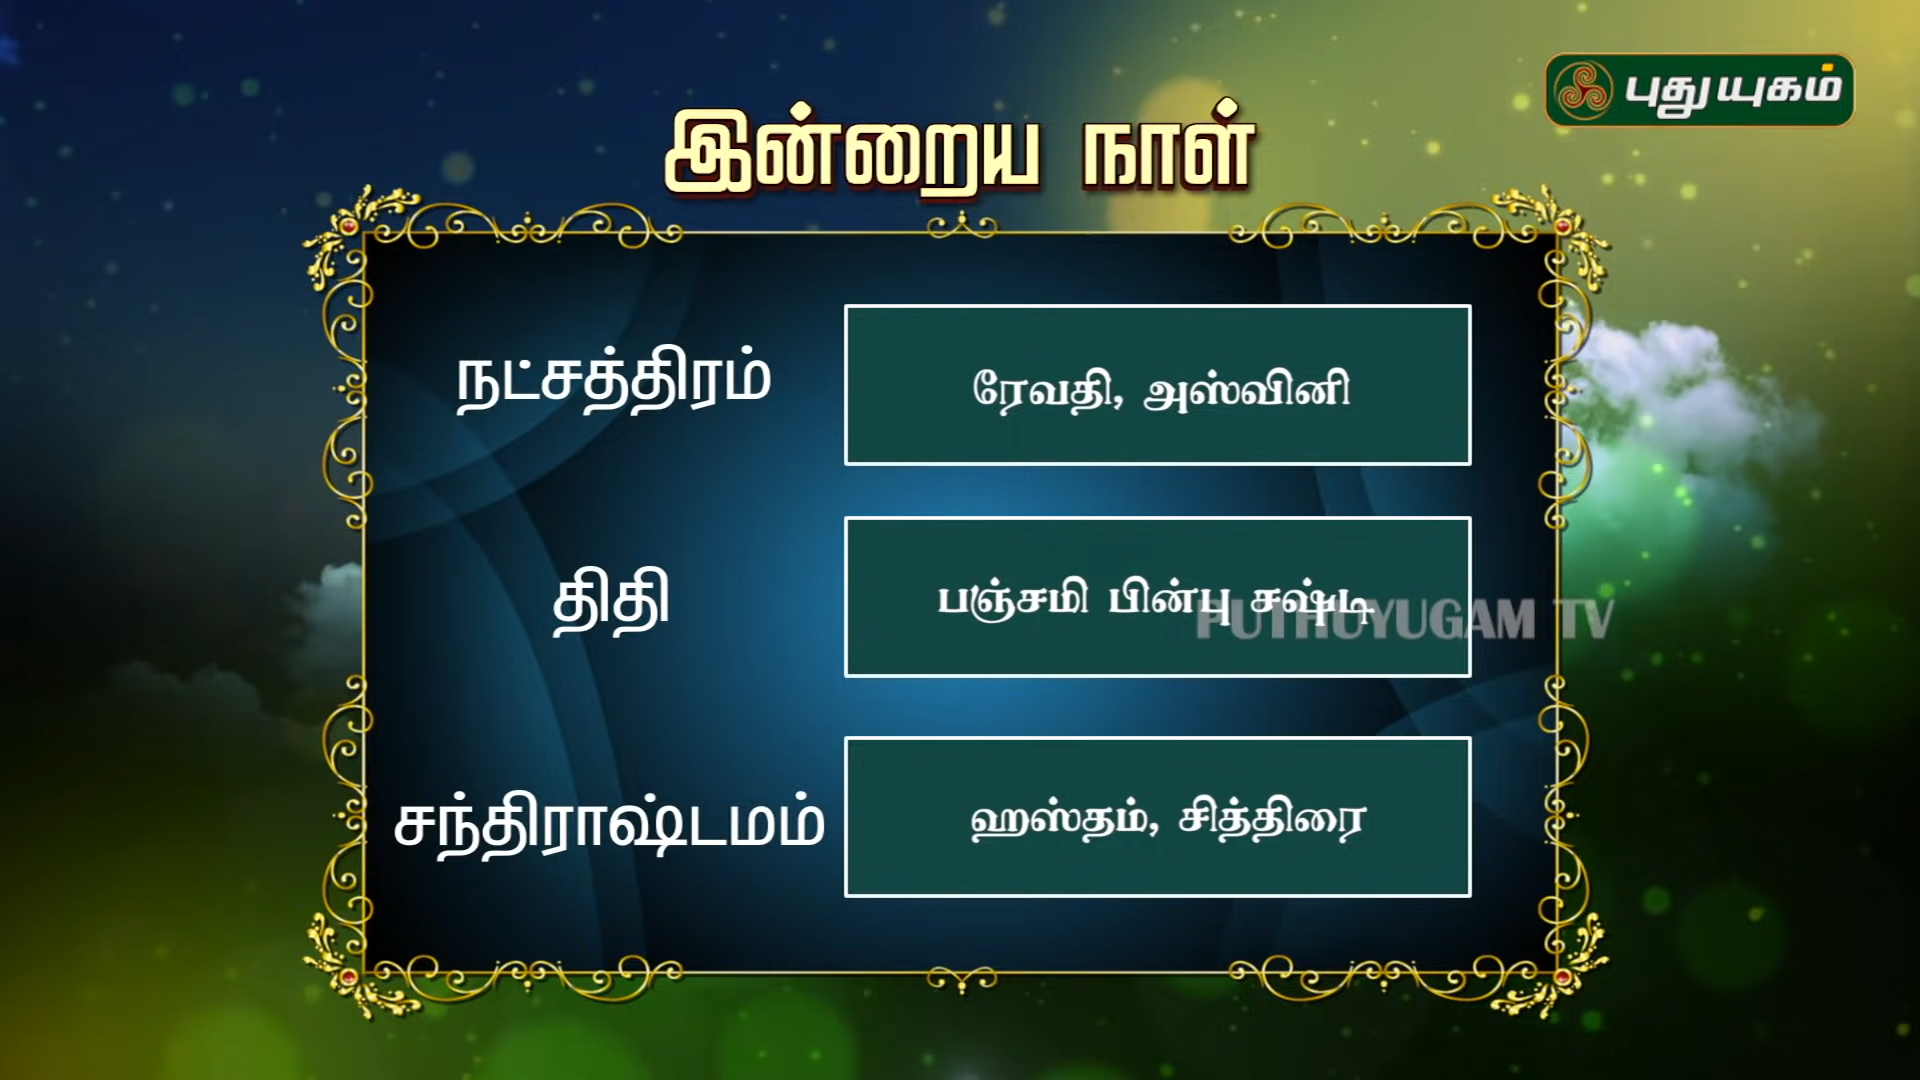 புதுயுகம்
இன்றைய நாள்
நட்சத்திரம்
ரேவதி, அஸ்வினி
திதி
பஞ்சமி பின்பு சஷ்டி
PUTHUYUGAM TV
சந்திராஷ்டமம்
ஹஸ்தம், சித்திரை